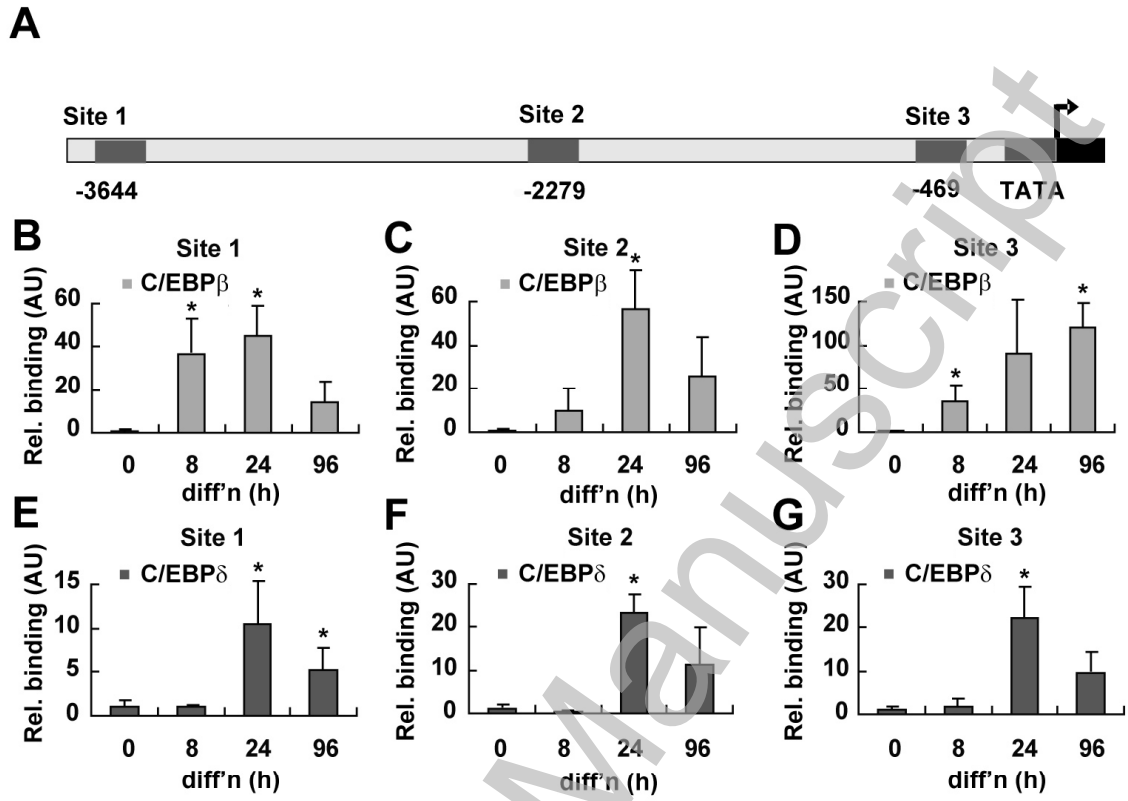 A
Site 1
Site 2
Site 3
-3644
-2279
-469
TATA
B
Site 1
C/EBPβ
Rel. binding (AU)
60
40
20
0
* *
0 8 24 96
diff'n (h)
C
Site 2
C/EBPβ
Rel. binding (AU)
60
40
20
0
*
0 8 24 96
diff'n (h)
D
Site 3
C/EBPβ
Rel. binding (AU)
150
100
50
0
* *
0 8 24 96
diff'n (h)
E
Site 1
C/EBPδ
Rel. binding (AU)
15
10
5
0
* *
0 8 24 96
diff'n (h)
F
Site 2
C/EBPδ
Rel. binding (AU)
30
20
10
0
*
0 8 24 96
diff'n (h)
G
Site 3
C/EBPδ
Rel. binding (AU)
30
20
10
0
*
0 8 24 96
diff'n (h)
Manuscript